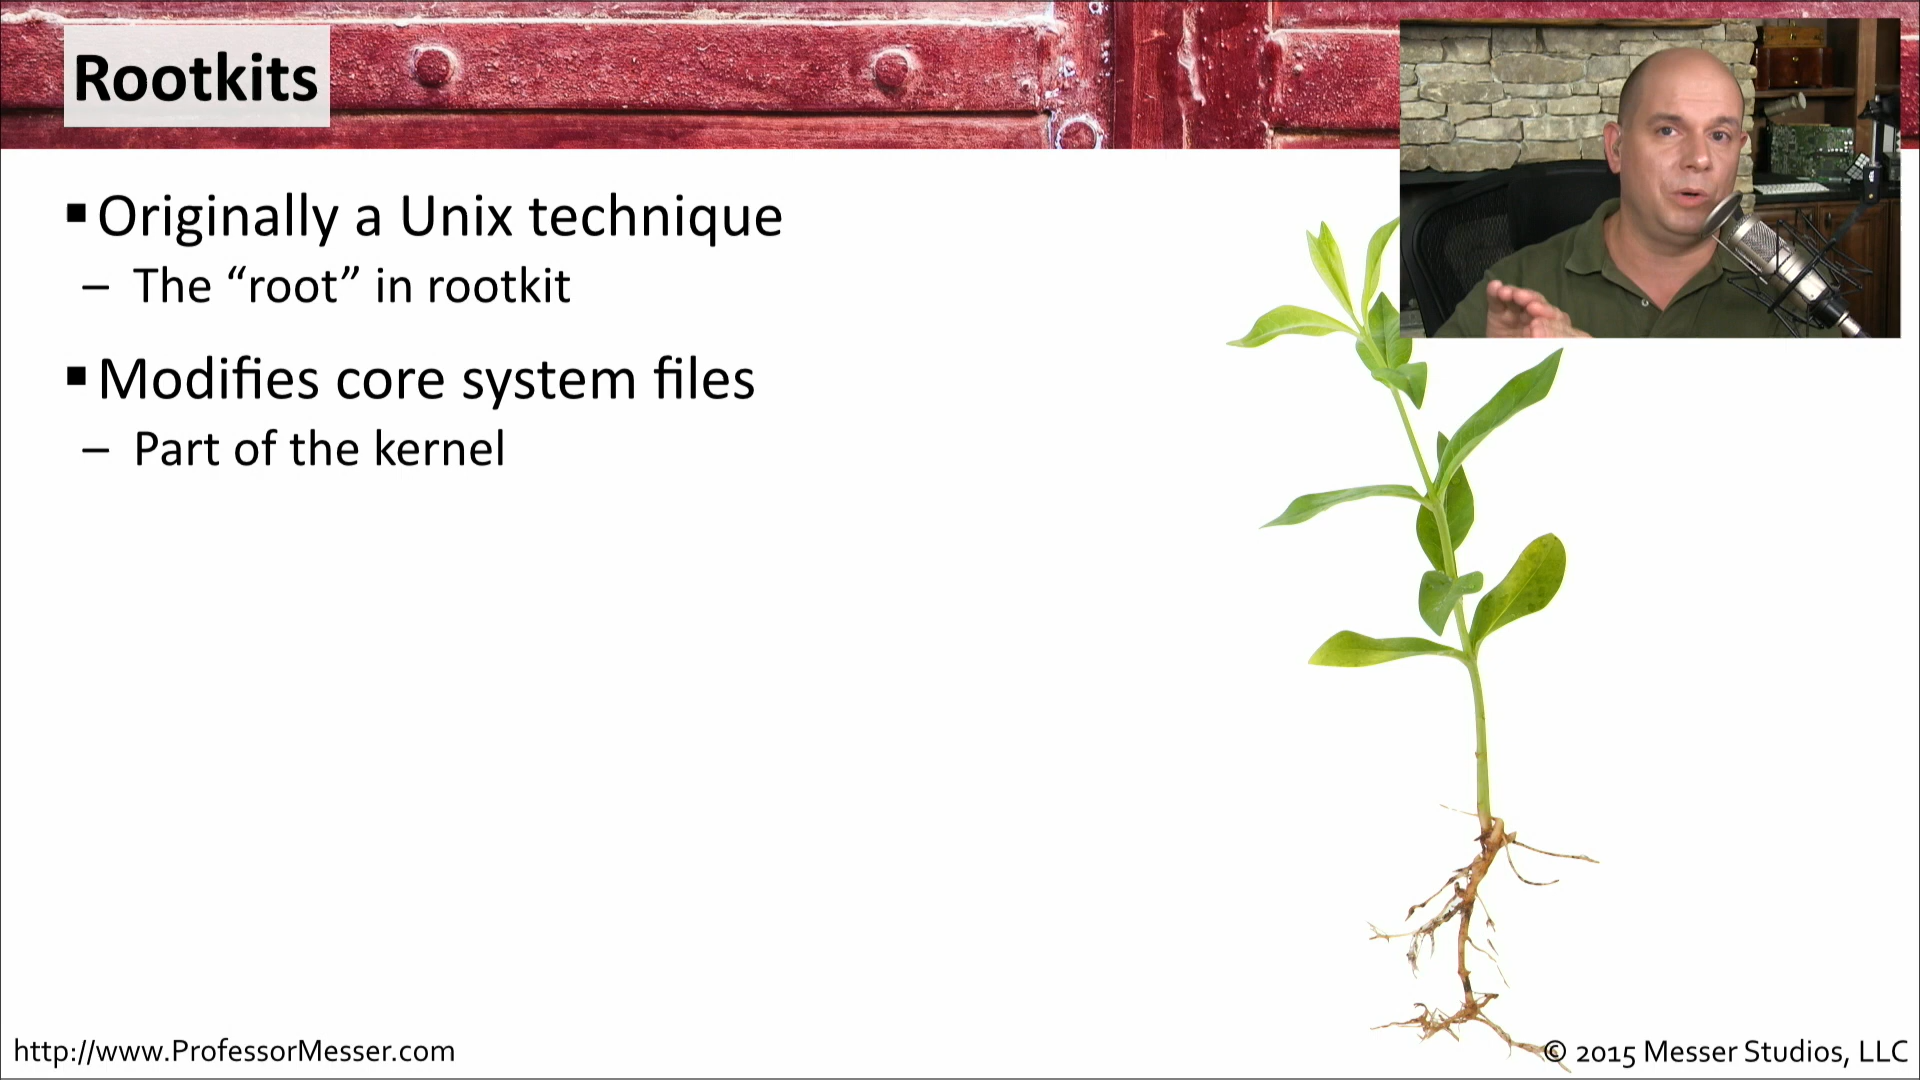 Rootkits
▪ Originally a Unix technique
– The “root” in rootkit
▪ Modifies core system files
– Part of the kernel
http://www.ProfessorMesser.com
© 2015 Messer Studios, LLC